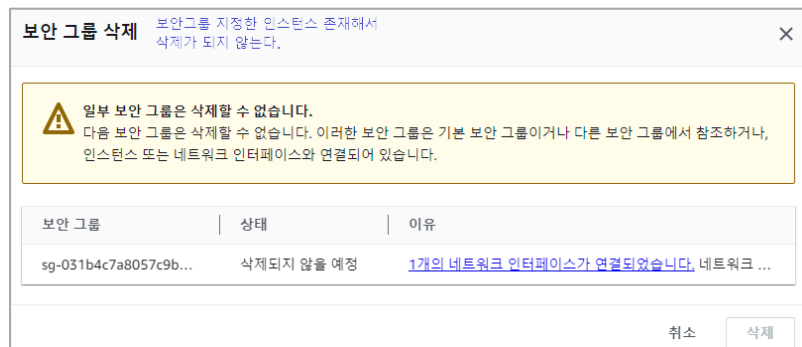 보안 그룹 삭제
보안그룹 지정한 인스턴스 존재해서
삭제가 되지 않는다.
일부 보안 그룹은 삭제할 수 없습니다.
다음 보안 그룹은 삭제할 수 없습니다. 이러한 보안 그룹은 기본 보안 그룹이거나 다른 보안 그룹에서 참조하거나,
인스턴스 또는 네트워크 인터페이스와 연결되어 있습니다.
보안 그룹 상태 이유
sg-031b4c7a8057c9b... 삭제되지 않을 예정 1개의 네트워크 인터페이스가 연결되었습니다. 네트워크 ...
취소 삭제